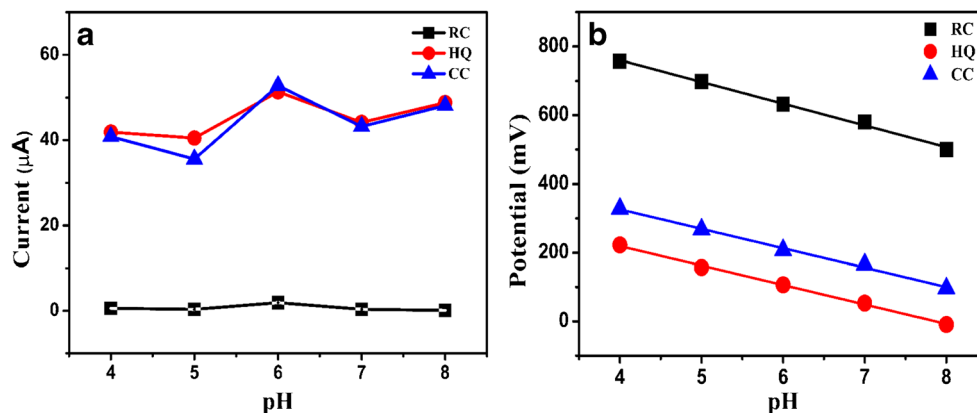 a
RC
HQ
CC
60
40
20
0
Current (μA)
4 5 6 7 8
pH
b
RC
HQ
CC
800
600
400
200
0
Potential (mV)
4 5 6 7 8
pH